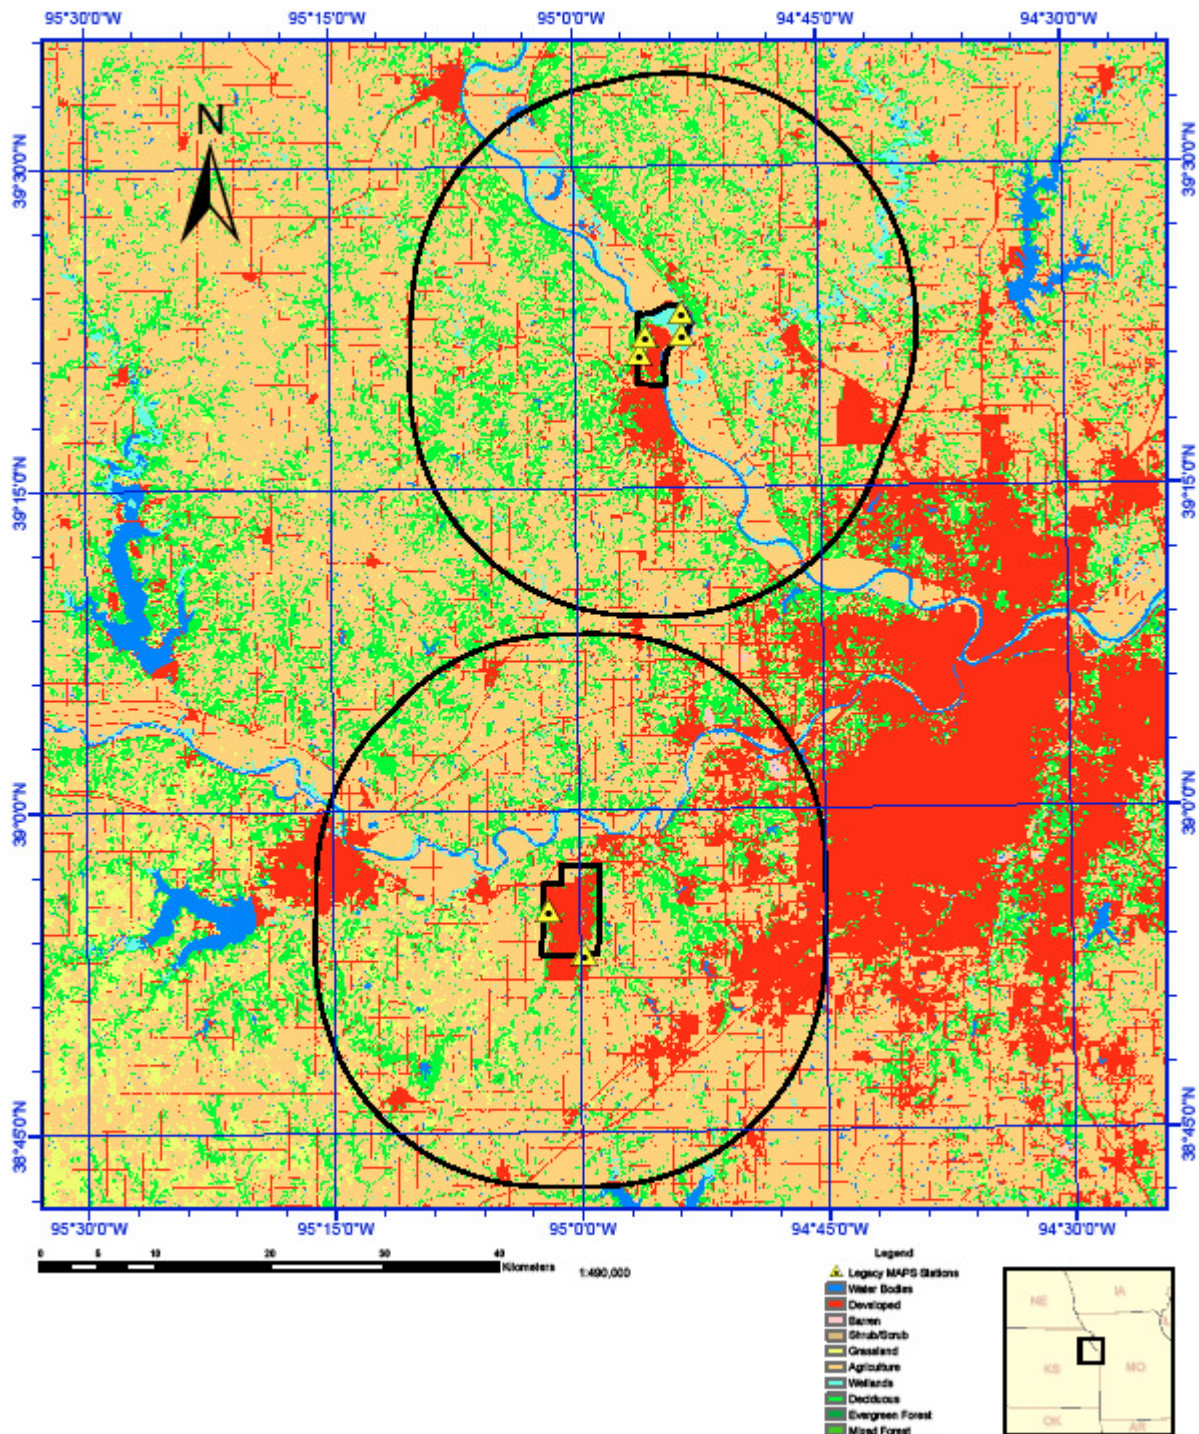 95°30'0"W 95°15'0"W 95°0'0"W 94°45'0"W 94°30'0"W
N
39°30'0"N 39°30'0"N
39°15'0"N 39°15'0"N
39°0'0"N 39°0'0"N
38°45'0"N 38°45'0"N
95°30'0"W 95°15'0"W 95°0'0"W 94°45'0"W 94°30'0"W
0 5 10 20 30 40
Kilometers
1:490,000
Legend
Legacy MAPS Stations
Water Bodies
Developed
Barren
Shrub/Scrub
Grassland
Agriculture
Wetlands
Deciduous
Evergreen Forest
Mixed Forest
NE IA
KS MO
OK AR